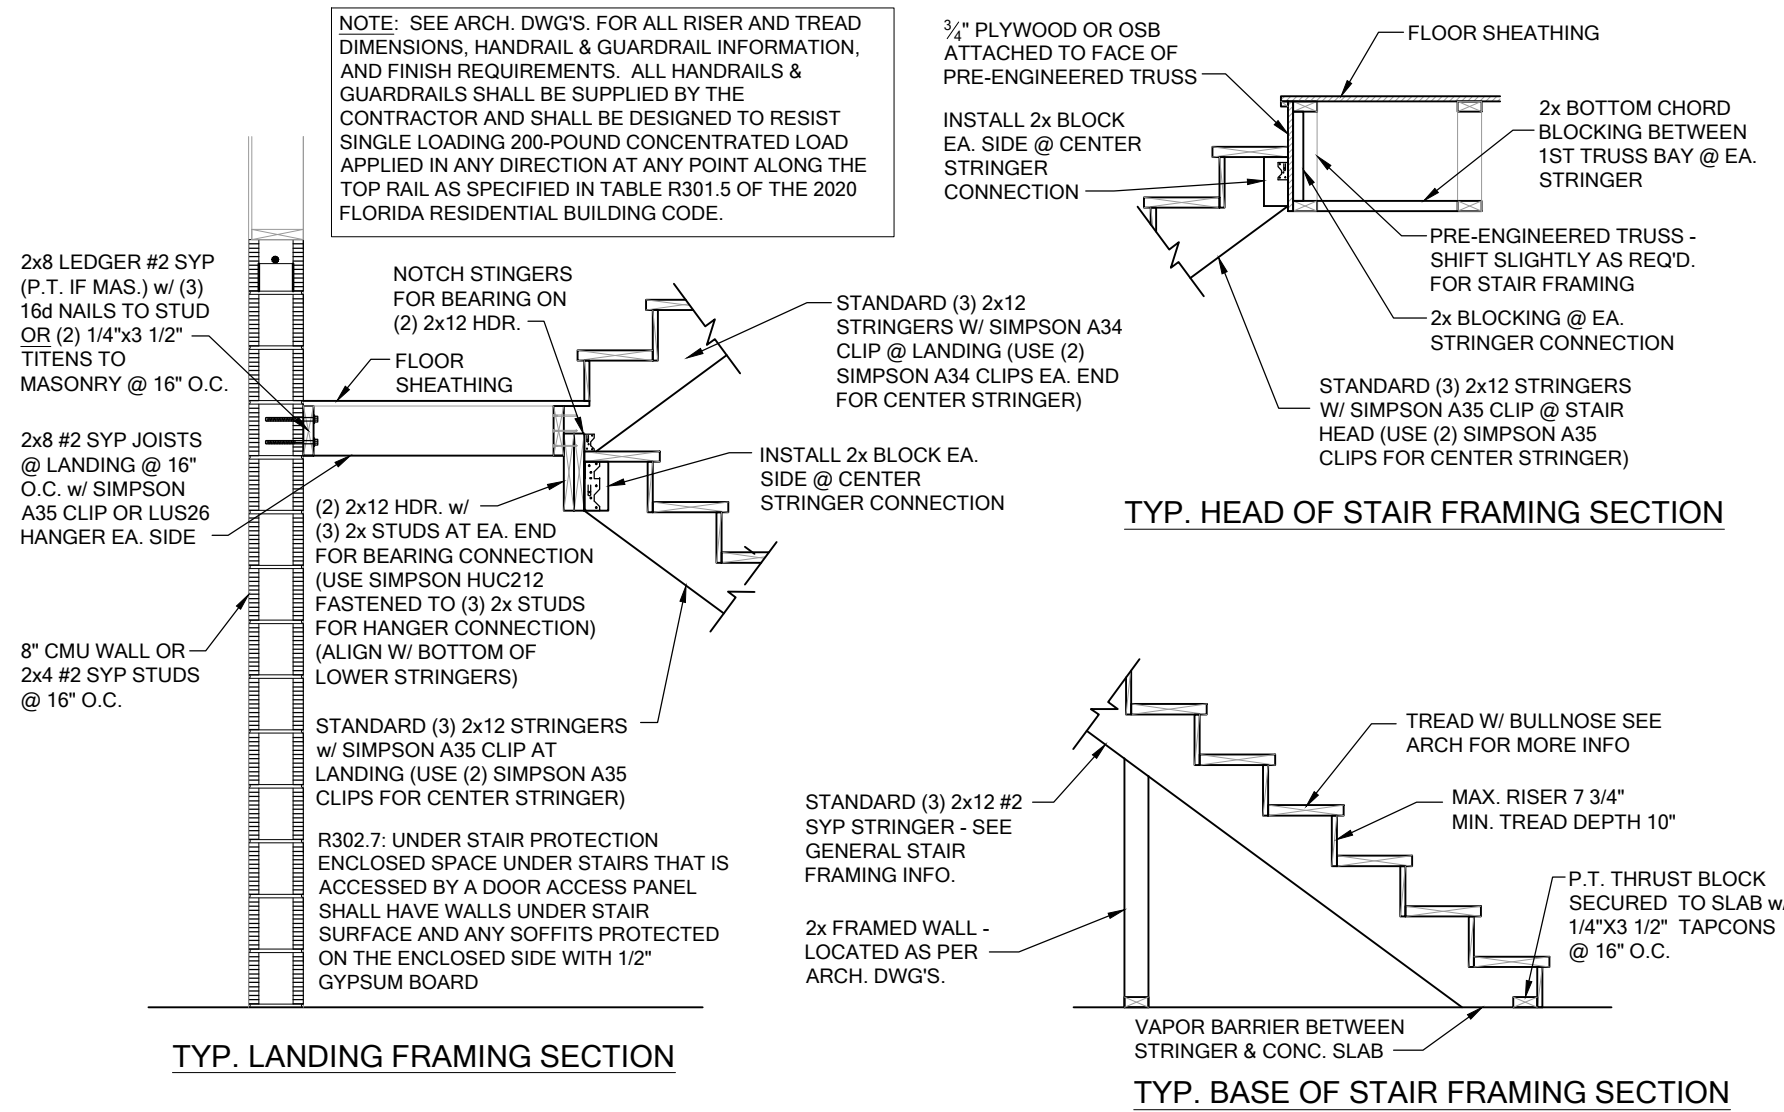 NOTE: SEE ARCH. DWG'S. FOR ALL RISER AND TREAD
DIMENSIONS, HANDRAIL & GUARDRAIL INFORMATION,
AND FINISH REQUIREMENTS. ALL HANDRAILS &
GUARDRAILS SHALL BE SUPPLIED BY THE
CONTRACTOR AND SHALL BE DESIGNED TO RESIST
SINGLE LOADING 200-POUND CONCENTRATED LOAD
APPLIED IN ANY DIRECTION AT ANY POINT ALONG THE
TOP RAIL AS SPECIFIED IN TABLE R301.5 OF THE 2020
FLORIDA RESIDENTIAL BUILDING CODE.
2x8 LEDGER #2 SYP
(P.T. IF MAS.) w/ (3)
16d NAILS TO STUD
OR (2) 1/4"x3 1/2"
TITENS TO
MASONRY @ 16" O.C.
2x8 #2 SYP JOISTS
@ LANDING @ 16"
O.C. w/ SIMPSON
A35 CLIP OR LUS26
HANGER EA. SIDE
8" CMU WALL OR
2x4 #2 SYP STUDS
@ 16" O.C.
NOTCH STINGERS
FOR BEARING ON
(2) 2x12 HDR.
FLOOR
SHEATHING
STANDARD (3) 2x12
STRINGERS W/ SIMPSON A34
CLIP @ LANDING (USE (2)
SIMPSON A34 CLIPS EA. END
FOR CENTER STRINGER)
INSTALL 2x BLOCK EA.
SIDE @ CENTER
STRINGER CONNECTION
(2) 2x12 HDR. w/
(3) 2x STUDS AT EA. END
FOR BEARING CONNECTION
(USE SIMPSON HUC212
FASTENED TO (3) 2x STUDS
FOR HANGER CONNECTION)
(ALIGN W/ BOTTOM OF
LOWER STRINGERS)
STANDARD (3) 2x12 STRINGERS
w/ SIMPSON A35 CLIP AT
LANDING (USE (2) SIMPSON A35
CLIPS FOR CENTER STRINGER)
R302.7: UNDER STAIR PROTECTION
ENCLOSED SPACE UNDER STAIRS THAT IS
ACCESSED BY A DOOR ACCESS PANEL
SHALL HAVE WALLS UNDER STAIR
SURFACE AND ANY SOFFITS PROTECTED
ON THE ENCLOSED SIDE WITH 1/2"
GYPSUM BOARD
TYP. LANDING FRAMING SECTION
¾" PLYWOOD OR OSB
ATTACHED TO FACE OF
PRE-ENGINEERED TRUSS
INSTALL 2x BLOCK
EA. SIDE @ CENTER
STRINGER
CONNECTION
FLOOR SHEATHING
2x BOTTOM CHORD
BLOCKING BETWEEN
1ST TRUSS BAY @ EA.
STRINGER
PRE-ENGINEERED TRUSS -
SHIFT SLIGHTLY AS REQ'D.
FOR STAIR FRAMING
2x BLOCKING @ EA.
STRINGER CONNECTION
STANDARD (3) 2x12 STRINGERS
W/ SIMPSON A35 CLIP @ STAIR
HEAD (USE (2) SIMPSON A35
CLIPS FOR CENTER STRINGER)
TYP. HEAD OF STAIR FRAMING SECTION
TREAD W/ BULLNOSE SEE
ARCH FOR MORE INFO
MAX. RISER 7 3/4"
MIN. TREAD DEPTH 10"
STANDARD (3) 2x12 #2
SYP STRINGER - SEE
GENERAL STAIR
FRAMING INFO.
2x FRAMED WALL -
LOCATED AS PER
ARCH. DWG'S.
P.T. THRUST BLOCK
SECURED TO SLAB w/
1/4"X3 1/2" TAPCONS
@ 16" O.C.
VAPOR BARRIER BETWEEN
STRINGER & CONC. SLAB
TYP. BASE OF STAIR FRAMING SECTION